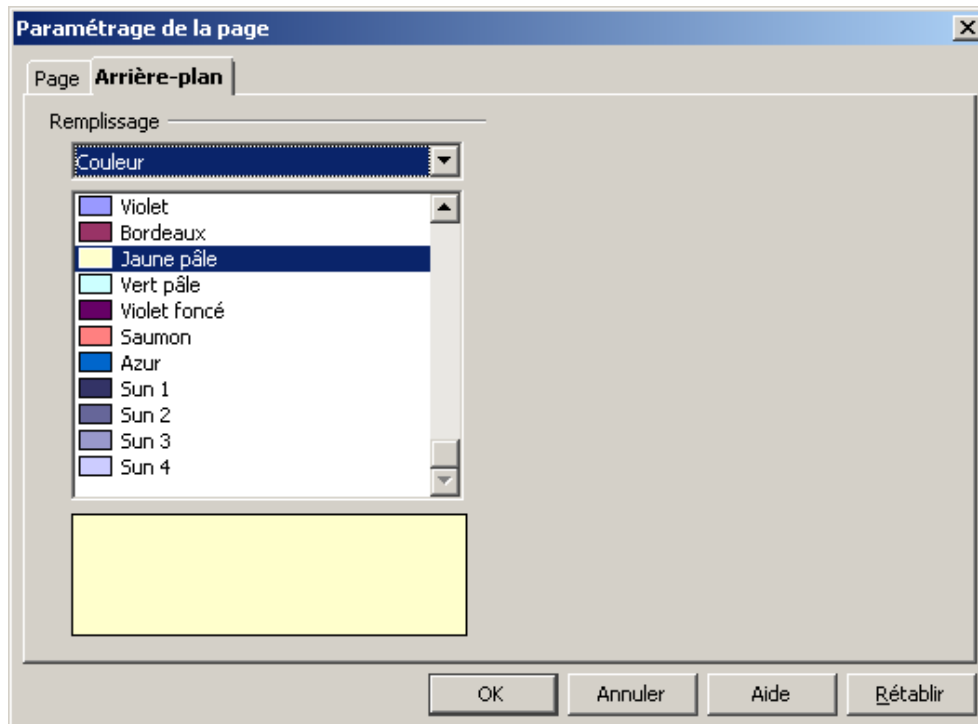 Paramétrage de la page
Page Arrière-plan
Remplissage
Couleur
Violet
Bordeaux
Jaune pâle
Vert pâle
Violet foncé
Saumon
Azur
Sun 1
Sun 2
Sun 3
Sun 4
OK Annuler Aide Rétablir